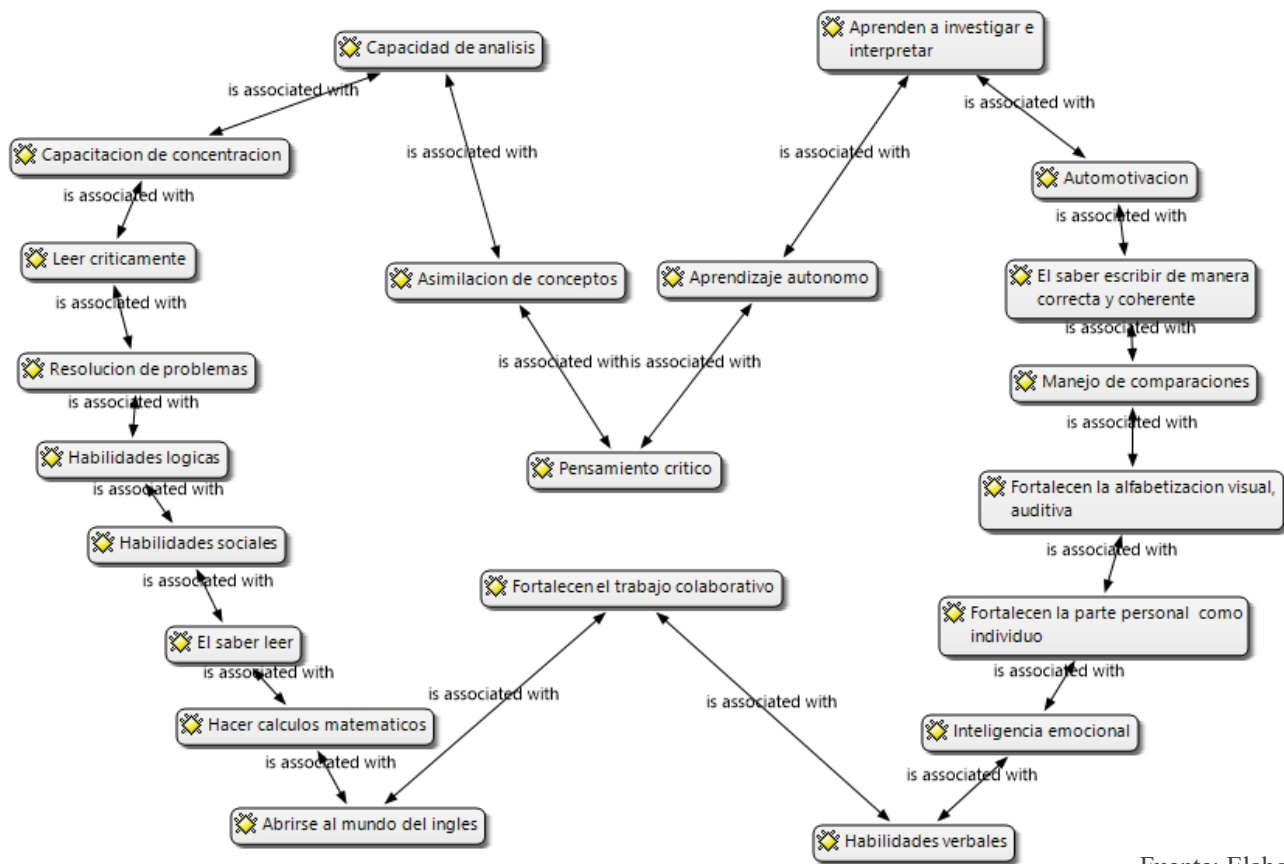 Capacidad de analisis
Aprenden a investigar e
interpretar
is associated with
is associated with
Capacitacion de concentracion
is associated with
is associated with
is associated with
Automotivacion
is associated with
Leer criticamente
Asimilacion de conceptos
Aprendizaje autonomo
El saber escribir de manera
correcta y coherente
is associated with
is associated with
Resolucion de problemas
is associated with
is associated with
Manejo de comparaciones
is associated with
is associated with
Habilidades logicas
Pensamiento critico
is associated with
Fortalecen la alfabetizacion visual,
auditiva
Habilidades sociales
is associated with
is associated with
Fortalecen el trabajo colaborativo
Fortalecen la parte personal  como
individuo
El saber leer
is associated with
is associated with
is associated with
is associated with
Hacer calculos matematicos
Inteligencia emocional
is associated with
is associated with
Abrirse al mundo del ingles
Habilidades verbales